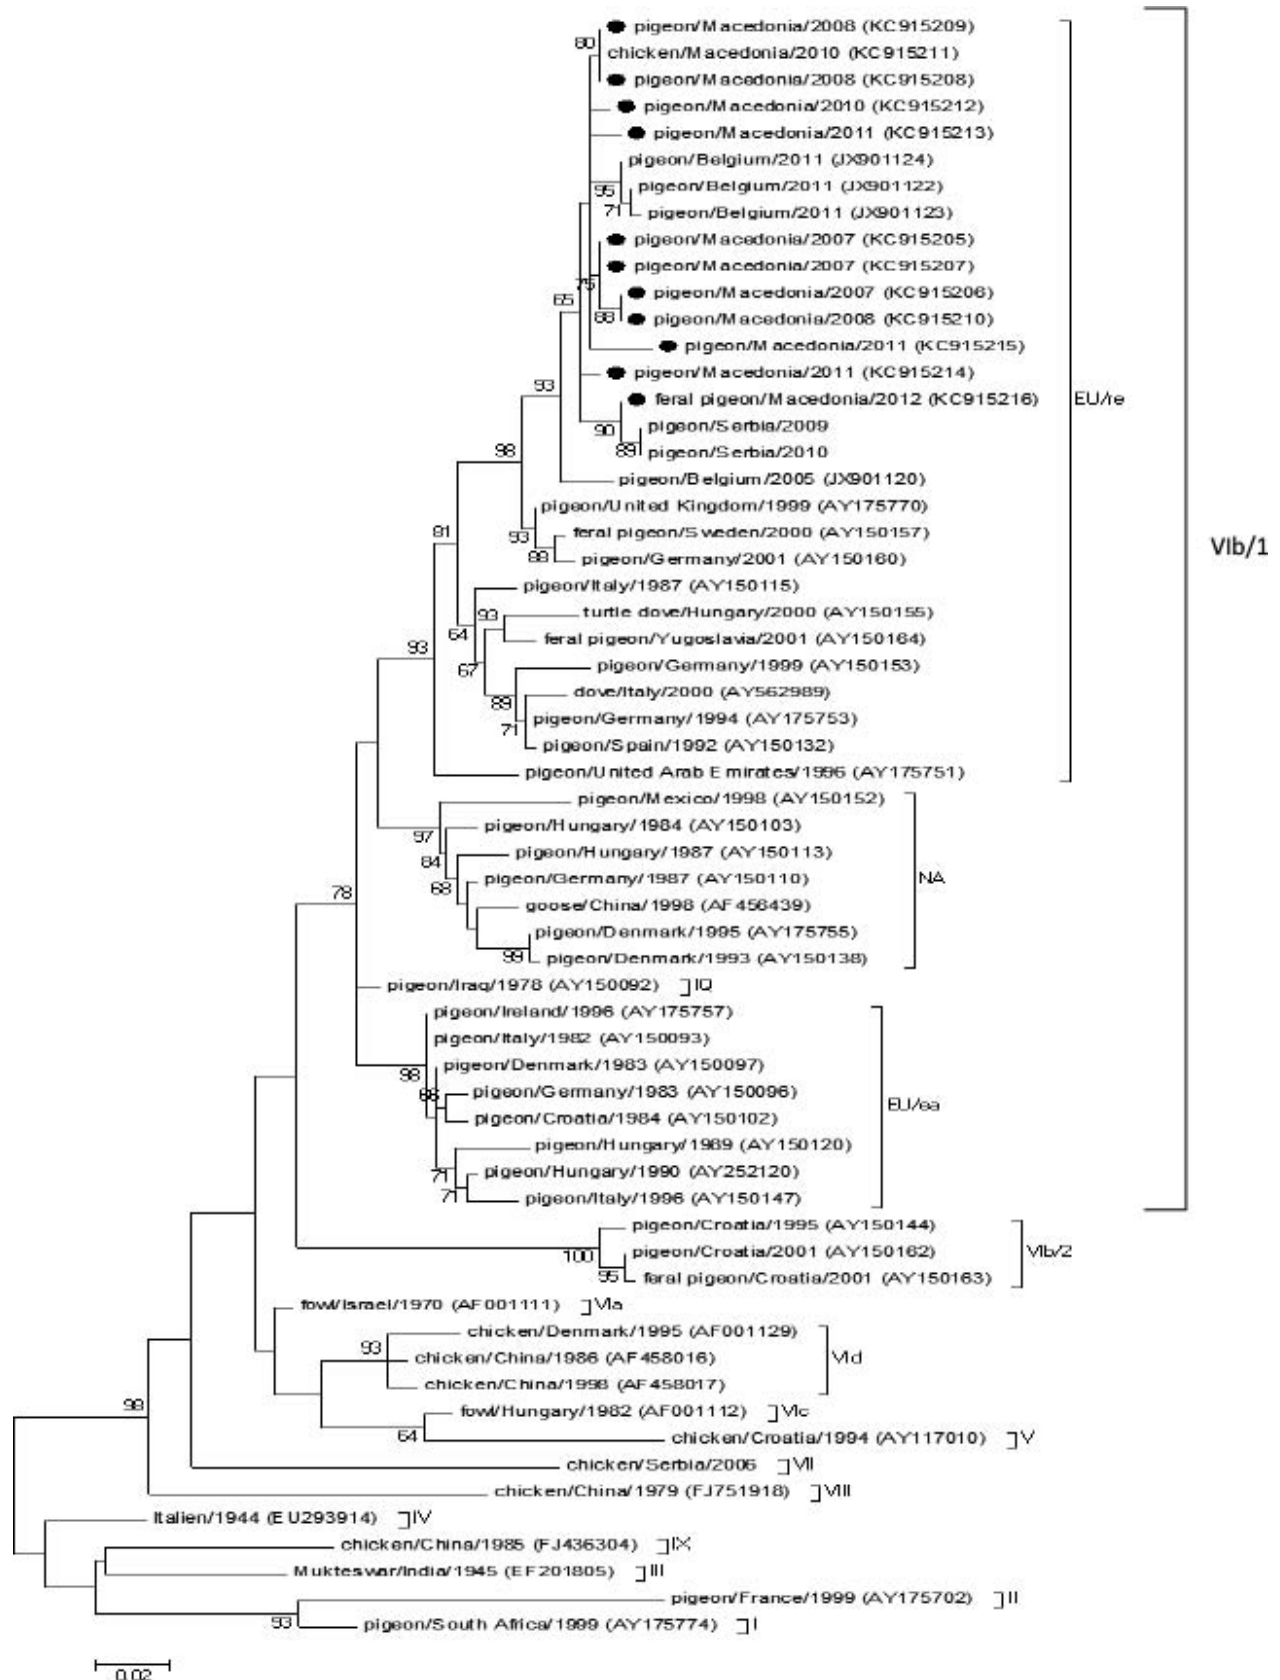 pigeon/Macedonia/2008 (KC915209)
80
chicken/Macedonia/2010 (KC915211)
pigeon/Macedonia/2008 (KC915208)
pigeon/Macedonia/2010 (KC915212)
pigeon/Macedonia/2011 (KC915213)
pigeon/Belgium/2011 (JX901124)
95
pigeon/Belgium/2011 (JX901122)
71
pigeon/Belgium/2011 (JX901123)
pigeon/Macedonia/2007 (KC915205)
pigeon/Macedonia/2007 (KC915207)
75
pigeon/Macedonia/2007 (KC915206)
65
88
pigeon/Macedonia/2008 (KC915210)
pigeon/Macedonia/2011 (KC915215)
pigeon/Macedonia/2011 (KC915214)
93
feral pigeon/Macedonia/2012 (KC915216)
EU/re
90
pigeon/Serbia/2009
89
pigeon/Serbia/2010
98
pigeon/Belgium/2005 (JX901120)
pigeon/United Kingdom/1999 (AY175770)
93
feral pigeon/Sweden/2000 (AY150157)
81
88
pigeon/Germany/2001 (AY150160)
VIb/1
pigeon/Italy/1987 (AY150115)
93
turtle dove/Hungary/2000 (AY150155)
64
feral pigeon/Yugoslavia/2001 (AY150164)
93
67
pigeon/Germany/1999 (AY150153)
dove/Italy/2000 (AY562989)
89
pigeon/Germany/1994 (AY175753)
71
pigeon/Spain/1992 (AY150132)
pigeon/United Arab Emirates/1996 (AY175751)
pigeon/Mexico/1998 (AY150152)
97
pigeon/Hungary/1984 (AY150103)
84
pigeon/Hungary/1987 (AY150113)
68
pigeon/Germany/1987 (AY150110)
NA
78
goose/China/1998 (AF456439)
pigeon/Denmark/1995 (AY175755)
99
pigeon/Denmark/1993 (AY150138)
pigeon/Iraq/1978 (AY150092)
IQ
pigeon/Ireland/1996 (AY175757)
pigeon/Italy/1982 (AY150093)
98
pigeon/Denmark/1983 (AY150097)
pigeon/Germany/1983 (AY150096)
EU/ea
pigeon/Croatia/1984 (AY150102)
pigeon/Hungary/1989 (AY150120)
71
pigeon/Hungary/1990 (AY252120)
71
pigeon/Italy/1996 (AY150147)
pigeon/Croatia/1995 (AY150144)
100
pigeon/Croatia/2001 (AY150162)
VIb/2
95
feral pigeon/Croatia/2001 (AY150163)
fowl/Israel/1970 (AF001111)
VIa
chicken/Denmark/1995 (AF001129)
93
chicken/China/1986 (AF458016)
VId
chicken/China/1998 (AF458017)
98
fowl/Hungary/1982 (AF001112)
VIc
64
chicken/Croatia/1994 (AY117010)
V
chicken/Serbia/2006
VII
chicken/China/1979 (FJ751918)
VIII
Italien/1944 (EU293914)
IV
chicken/China/1985 (FJ436304)
IX
Mukteswar/India/1945 (EF201805)
III
pigeon/France/1999 (AY175702)
II
93
pigeon/South Africa/1999 (AY175774)
I
0.02